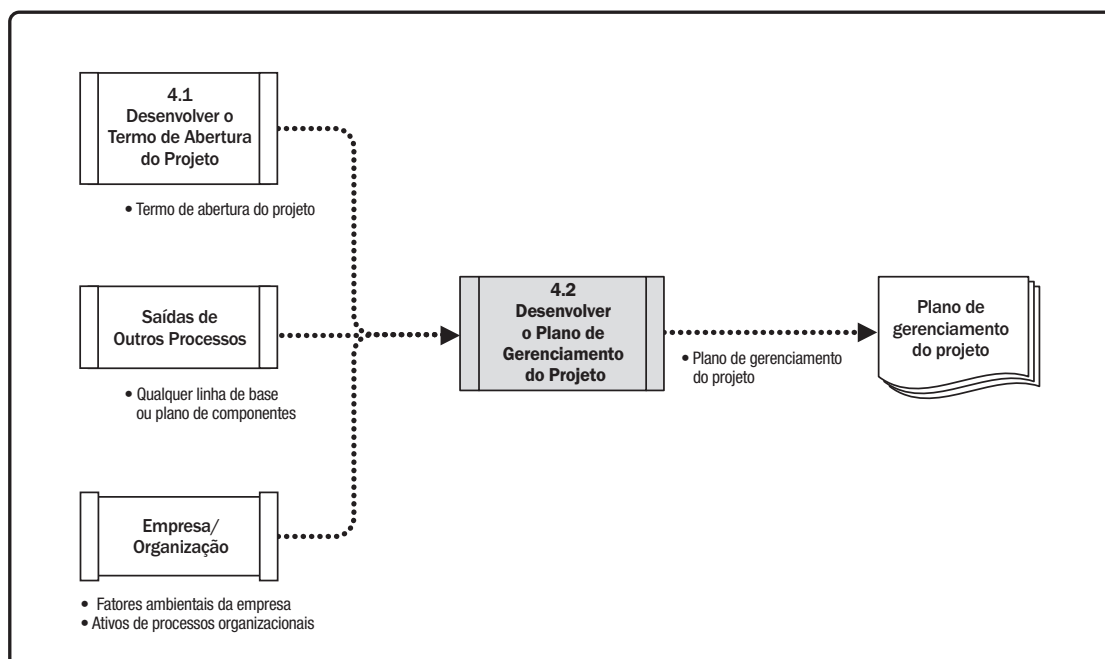 4.1
Desenvolver o
Termo de Abertura
do Projeto
• Termo de abertura do projeto
Saídas de
Outros Processos
• Qualquer linha de base
ou plano de componentes
Empresa/
Organização
• Fatores ambientais da empresa
• Ativos de processos organizacionais
4.2
Desenvolver
o Plano de
Gerenciamento
do Projeto
• Plano de gerenciamento
do projeto
Plano de
gerenciamento
do projeto